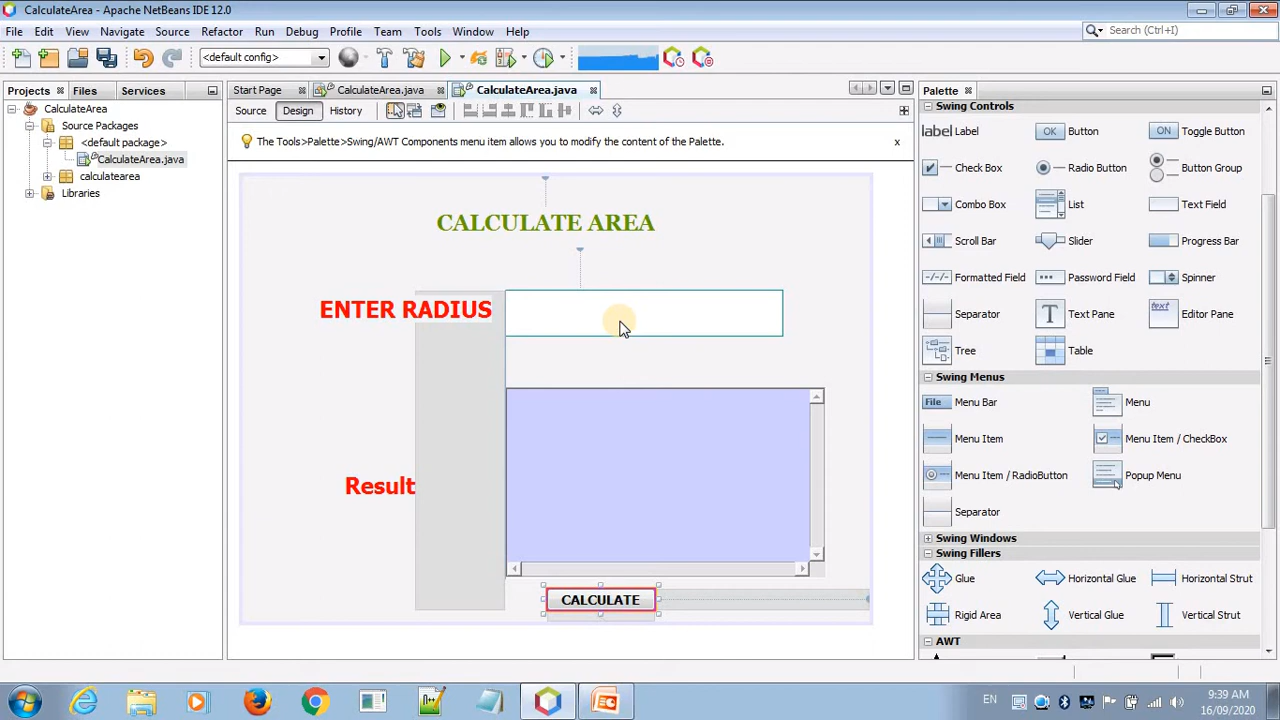 CalculateArea - Apache NetBeans IDE 12.0
File Edit View Navigate Source Refactor Run Debug Profile Team Tools Window Help
Search (Ctrl+I)
<default config>
Projects Files Services
Start Page CalculateArea.java CalculateArea.java
Palette
Source Design History
CalculateArea
Source Packages
<default package>
CalculateArea.java
calculatearea
Libraries
The Tools>Palette>Swing/AWT Components menu item allows you to modify the content of the Palette.
x
CALCULATE AREA
ENTER RADIUS
Result
CALCULATE
Swing Controls
label Label OK Button ON Toggle Button
Check Box Radio Button Button Group
Combo Box List Text Field
Scroll Bar Slider Progress Bar
Formatted Field Password Field Spinner
Separator T Text Pane text Editor Pane
Tree Table
Swing Menus
File Menu Bar Menu
Menu Item Menu Item / CheckBox
Menu Item / RadioButton Popup Menu
Separator
Swing Windows
Swing Fillers
Glue Horizontal Glue Horizontal Strut
Rigid Area Vertical Glue Vertical Strut
AWT
EN
9:39 AM
16/09/2020